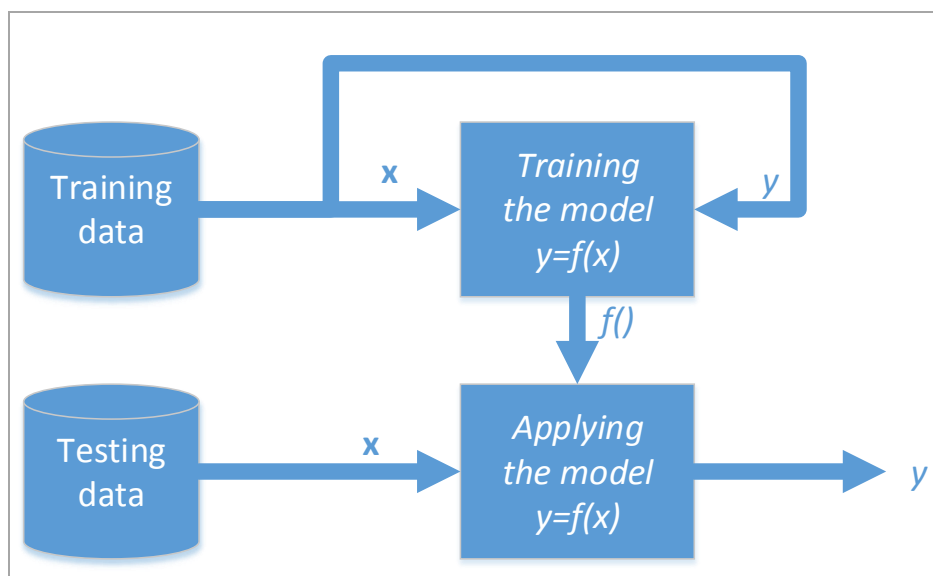 Training
data
x
Training
the model
y=f(x)
y
f()
Testing
data
x
Applying
the model
y=f(x)
y